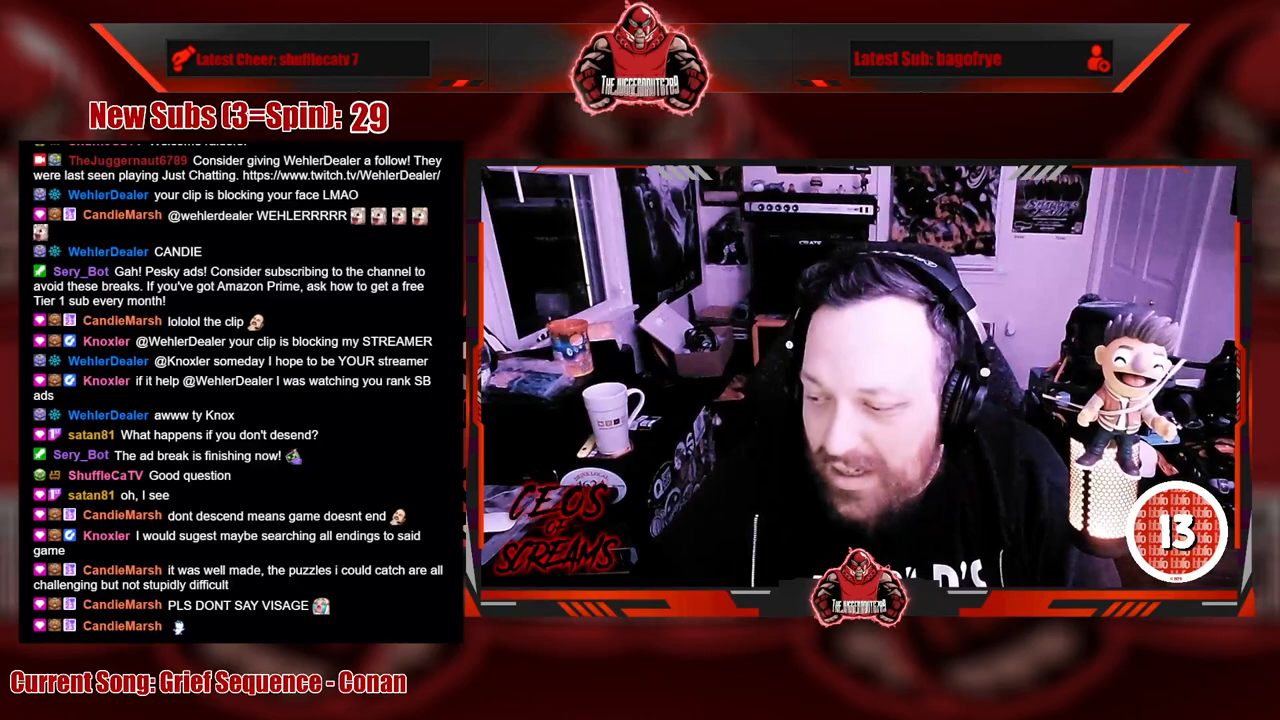 Latest Cheer: shufflecatv 7
THEJUGGERNAUT6789
Latest Sub: bagofrye
New Subs (3=Spin): 29
TheJuggernaut6789 Consider giving WehlerDealer a follow! They
were last seen playing Just Chatting. https://www.twitch.tv/WehlerDealer/
WehlerDealer your clip is blocking your face LMAO
CandieMarsh @wehlerdealer WEHLERRRRR
WehlerDealer CANDIE
Sery_Bot Gah! Pesky ads! Consider subscribing to the channel to
avoid these breaks. If you've got Amazon Prime, ask how to get a free
Tier 1 sub every month!
CandieMarsh lololol the clip
Knoxler @WehlerDealer your clip is blocking my STREAMER
WehlerDealer @Knoxler someday I hope to be YOUR streamer
Knoxler if it help @WehlerDealer I was watching you rank SB
ads
WehlerDealer awww ty Knox
satan81 What happens if you don't desend?
Sery_Bot The ad break is finishing now!
ShuffleCaTV Good question
satan81 oh, I see
CandieMarsh dont descend means game doesnt end
Knoxler I would sugest maybe searching all endings to said
game
CandieMarsh it was well made, the puzzles i could catch are all
challenging but not stupidly difficult
CandieMarsh PLS DONT SAY VISAGE
CandieMarsh
CRATE
CEOS
OF
SCREAMS
13
THEJUGGERNAUT6789
Current Song: Grief Sequence - Conan